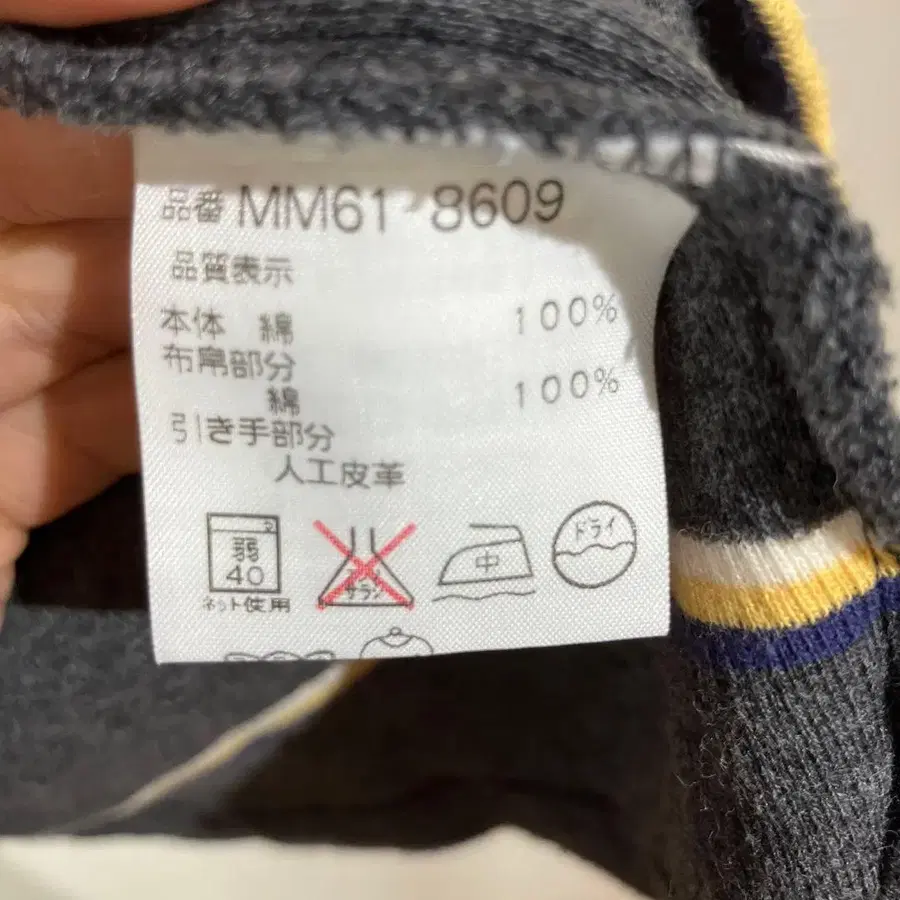 品番 MM61-8609
品質表示
本体 綿 100%
布帛部分
綿 100%
引き手部分
人工皮革
弱
40
ネット使用
サラシ
中
ドライ